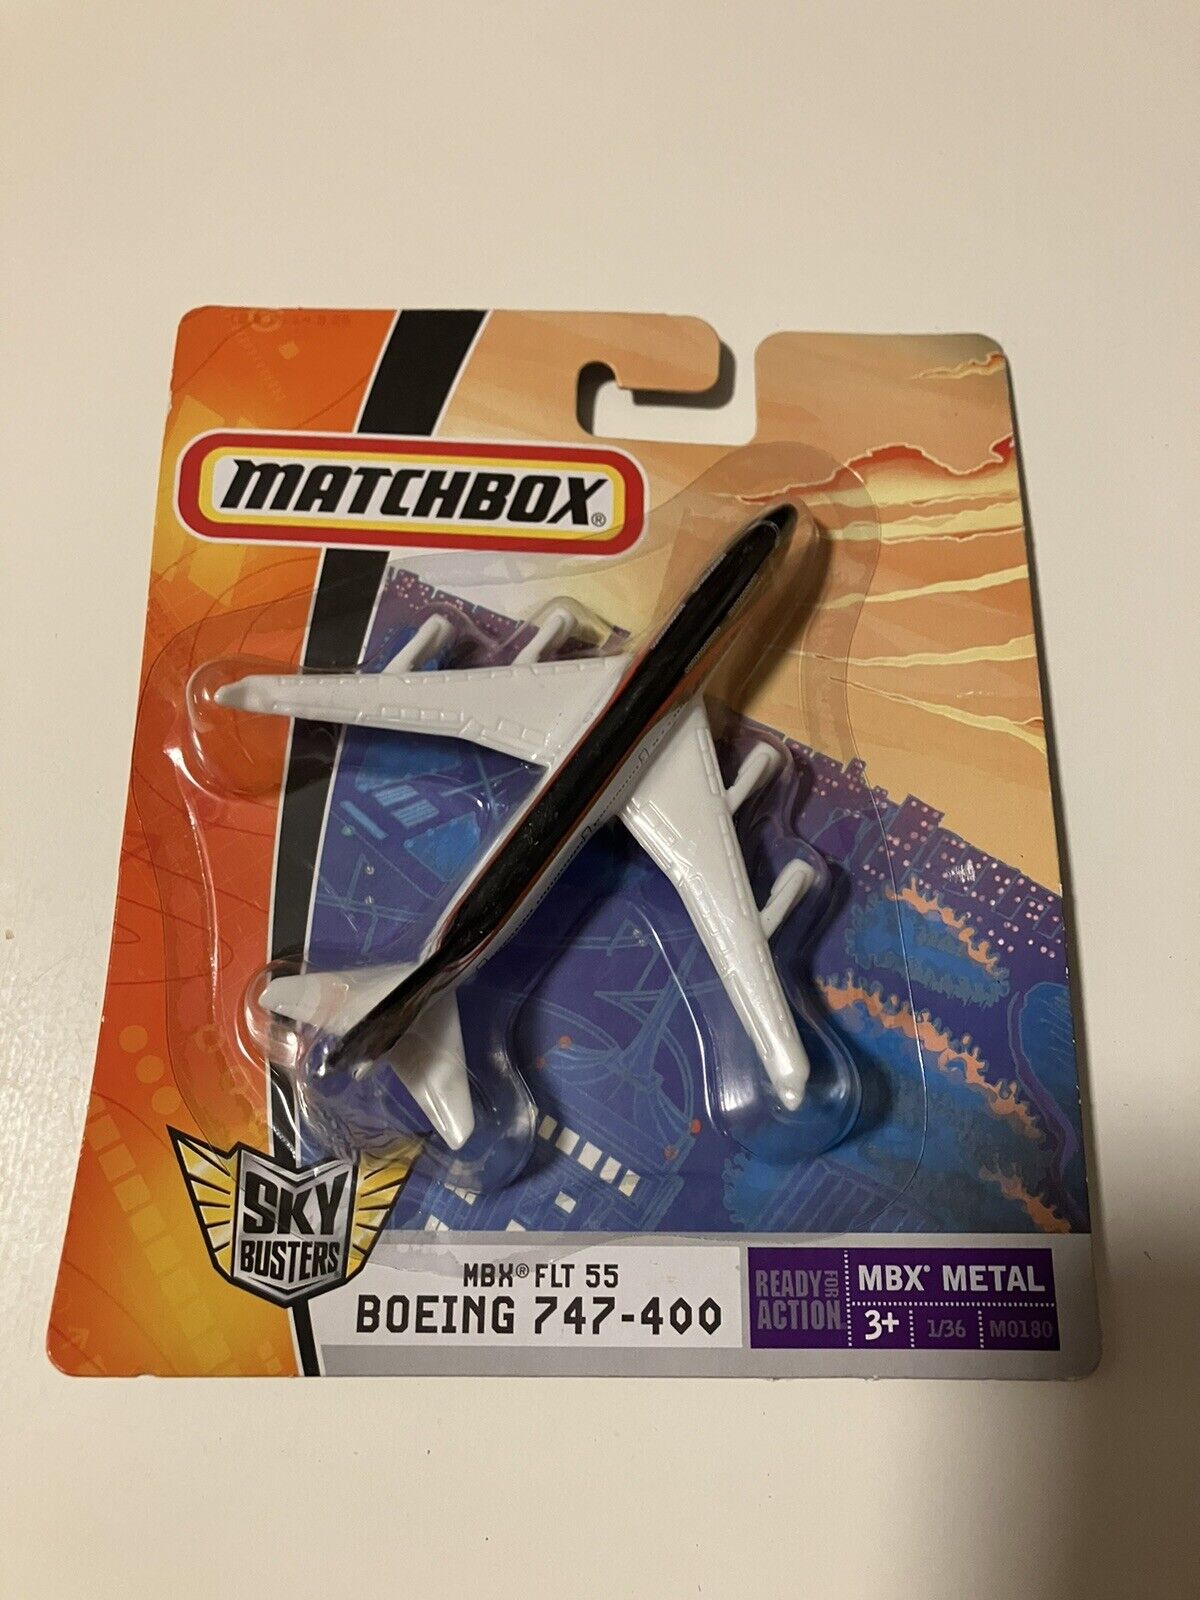 MATCHBOX®
SKY
BUSTERS
MBX® FLT 55
BOEING 747-400
READY FOR
ACTION
MBX® METAL
3+
1/36
M0180